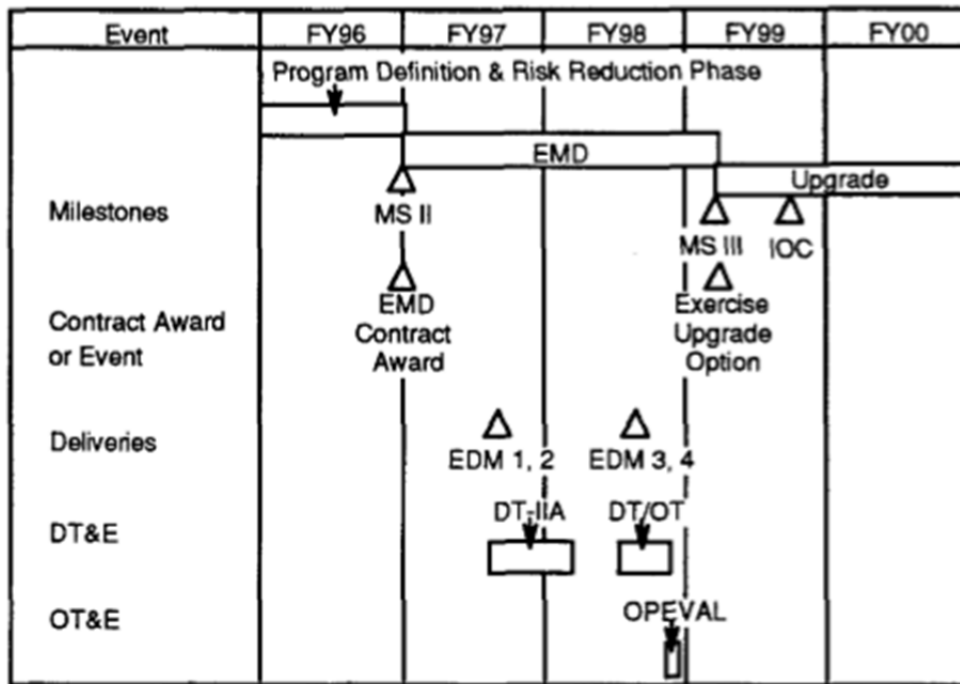 Event FY96 FY97 FY98 FY99 FY00
Program Definition & Risk Reduction Phase
EMD
Upgrade
Milestones
MS II
MS III IOC
Contract Award
or Event
EMD
Contract
Award
Exercise
Upgrade
Option
Deliveries
EDM 1, 2 EDM 3, 4
DT&E
DT-IIA DT/OT
OT&E
OPEVAL